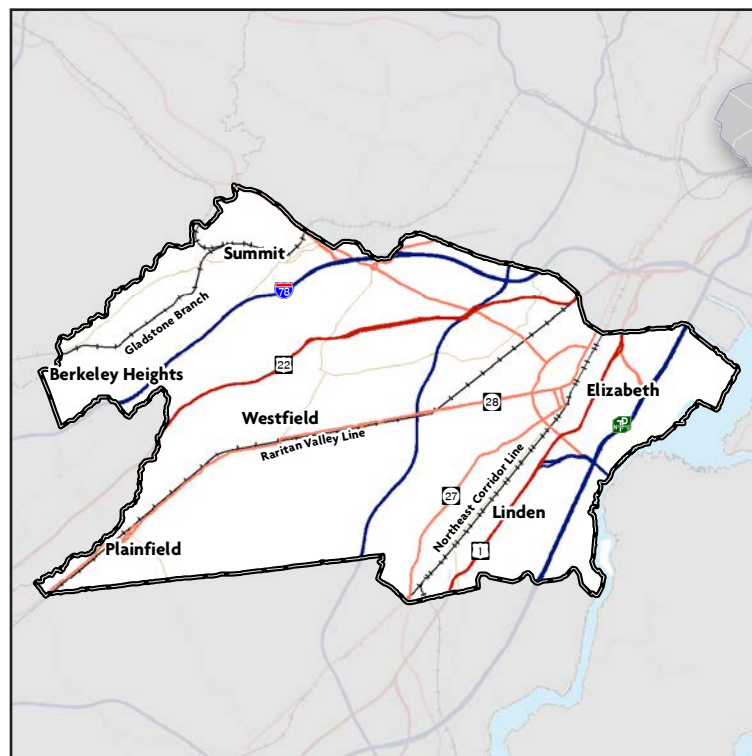 Summit
78
Gladstone Branch
Berkeley Heights
22
Elizabeth
28
Westfield
Raritan Valley Line
27
Northeast Corridor Line
Linden
Plainfield
1